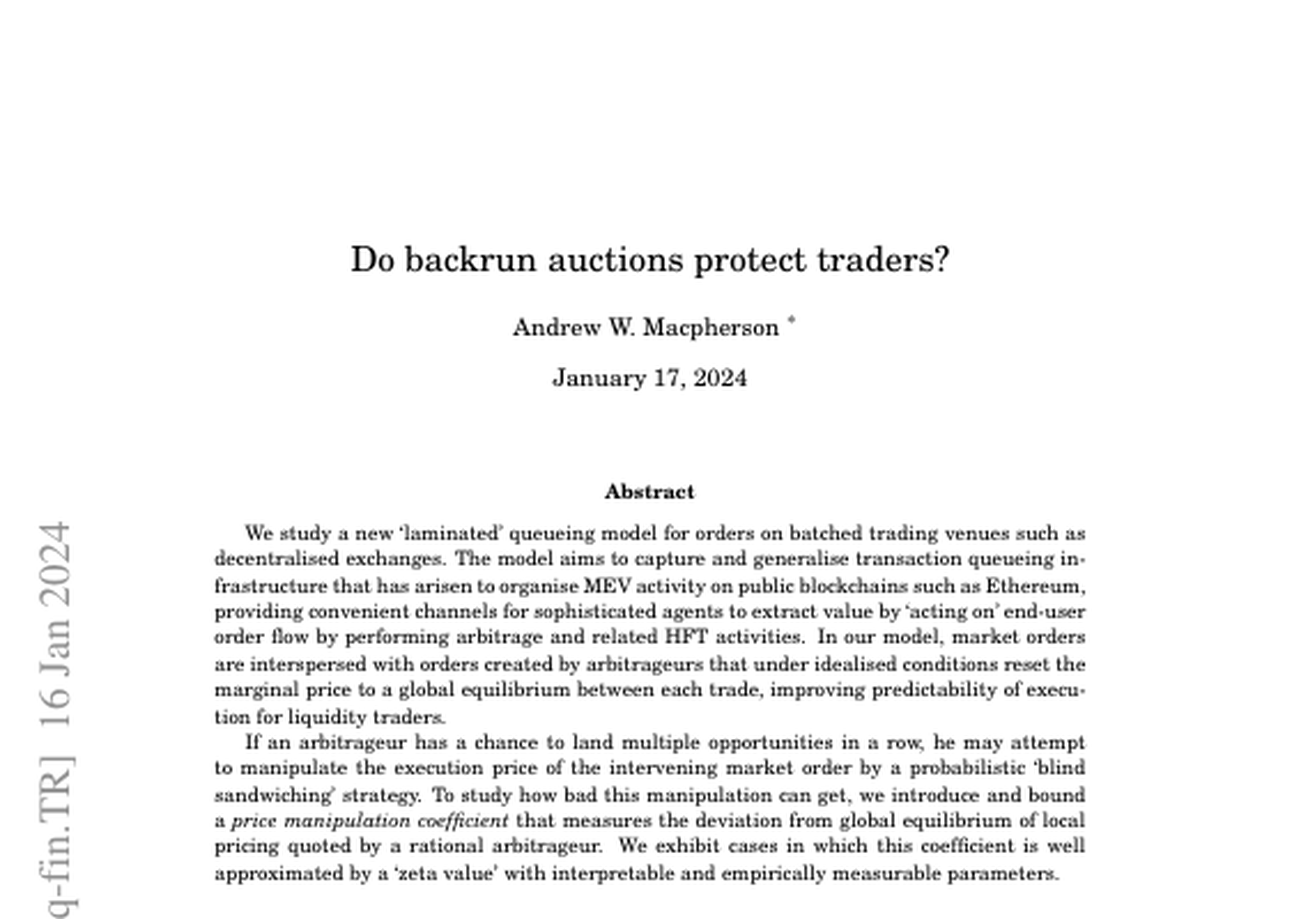 Do backrun auctions protect traders?
Andrew W. Macpherson *
January 17, 2024
Abstract
We study a new ‘laminated’ queueing model for orders on batched trading venues such as
decentralised exchanges. The model aims to capture and generalise transaction queueing in-
frastructure that has arisen to organise MEV activity on public blockchains such as Ethereum,
providing convenient channels for sophisticated agents to extract value by ‘acting on’ end-user
order flow by performing arbitrage and related HFT activities. In our model, market orders
are interspersed with orders created by arbitrageurs that under idealised conditions reset the
marginal price to a global equilibrium between each trade, improving predictability of execu-
tion for liquidity traders.
If an arbitrageur has a chance to land multiple opportunities in a row, he may attempt
to manipulate the execution price of the intervening market order by a probabilistic ‘blind
sandwiching’ strategy. To study how bad this manipulation can get, we introduce and bound
a price manipulation coefficient that measures the deviation from global equilibrium of local
pricing quoted by a rational arbitrageur. We exhibit cases in which this coefficient is well
approximated by a ‘zeta value’ with interpretable and empirically measurable parameters.
q-fin.TR] 16 Jan 2024